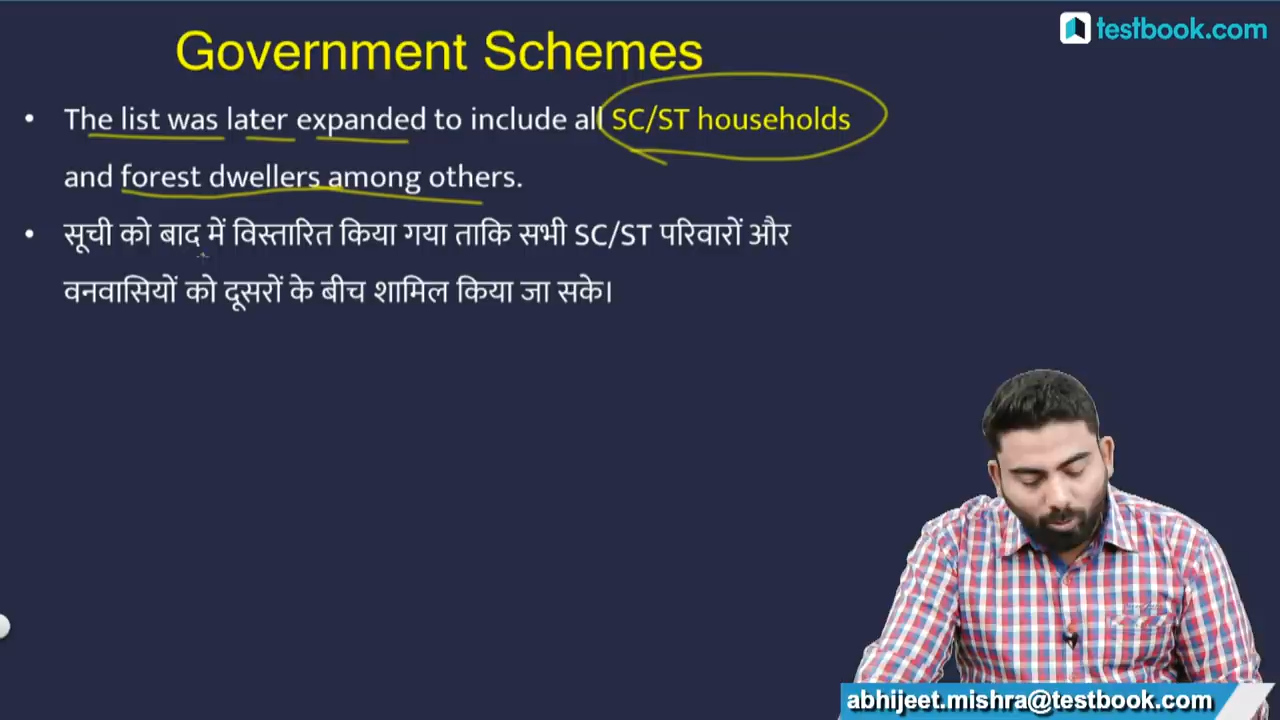 testbook.com
Government Schemes
• The list was later expanded to include all SC/ST households
and forest dwellers among others.
• सूची को बाद में विस्तारित किया गया ताकि सभी SC/ST परिवारों और
वनवासियों को दूसरों के बीच शामिल किया जा सके।
abhijeet.mishra@testbook.com